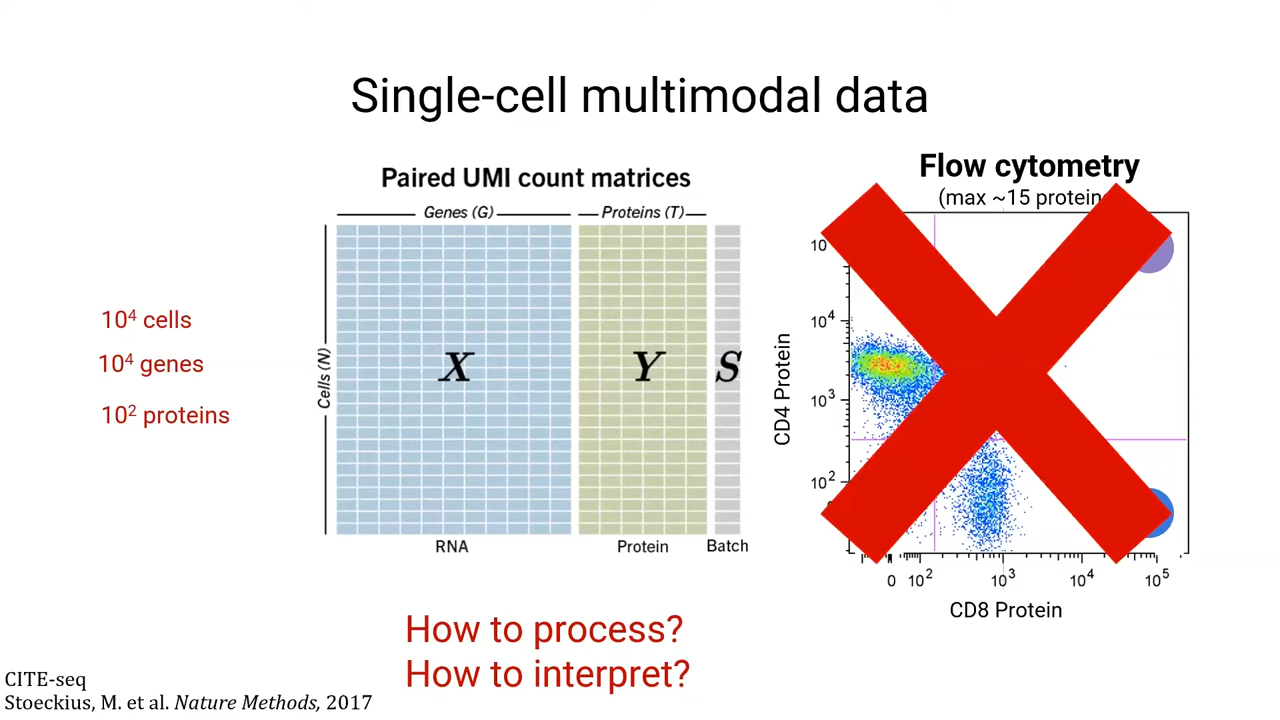 Single-cell multimodal data
Paired UMI count matrices
Genes (G)
Proteins (T)
Cells (N)
X
Y
S
RNA
Protein
Batch
10⁴ cells
10⁴ genes
10² proteins
Flow cytometry
(max ~15 protein
10
10⁴
10³
10²
0
10²
10³
10⁴
10⁵
CD4 Protein
CD8 Protein
How to process?
How to interpret?
CITE-seq
Stoeckius, M. et al. Nature Methods, 2017